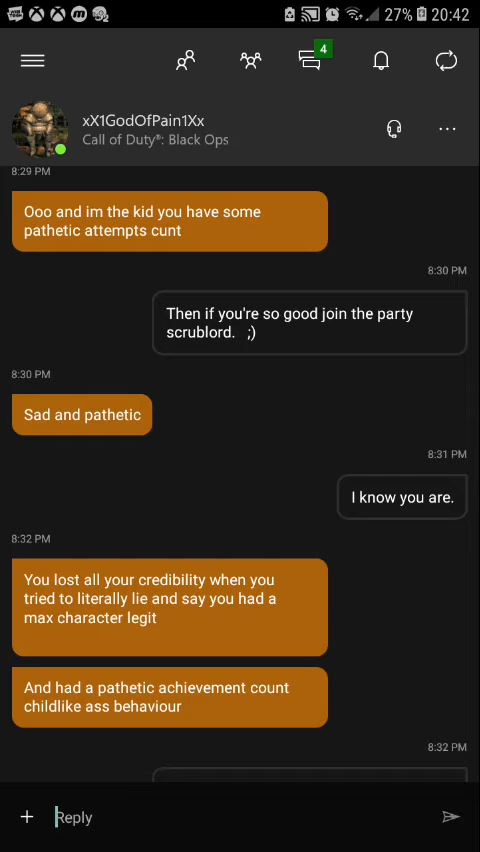 27% 20:42
4
xX1GodOfPain1Xx
Call of Duty®: Black Ops
8:29 PM
Ooo and im the kid you have some
pathetic attempts cunt
8:30 PM
Then if you're so good join the party
scrublord. ;)
8:30 PM
Sad and pathetic
8:31 PM
I know you are.
8:32 PM
You lost all your credibility when you
tried to literally lie and say you had a
max character legit
And had a pathetic achievement count
childlike ass behaviour
8:32 PM
Reply